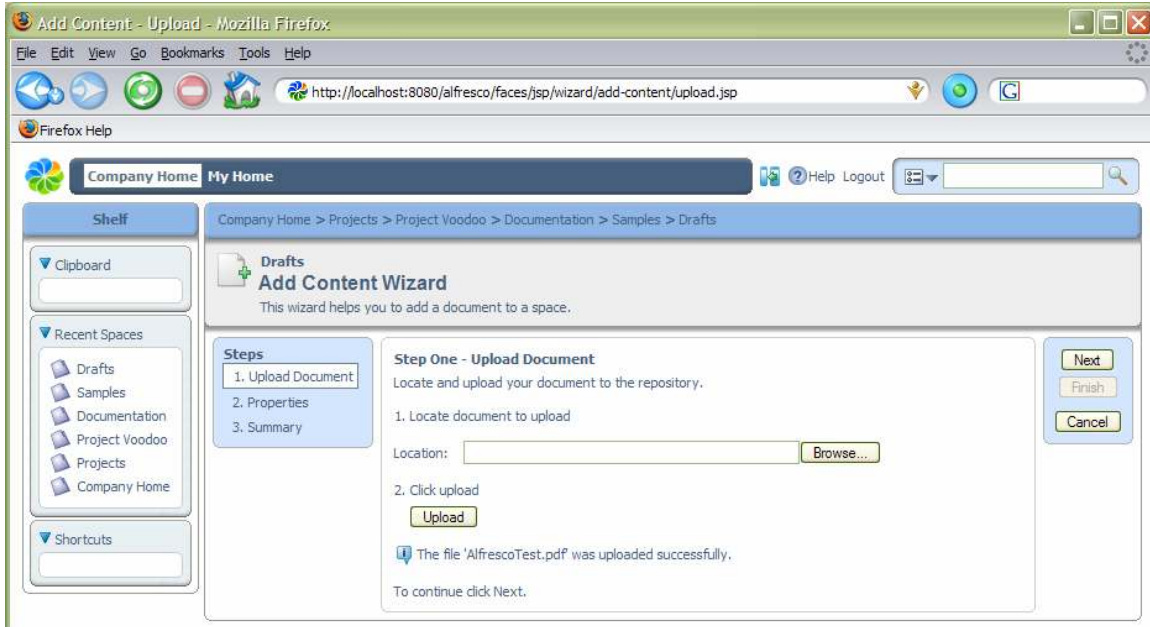 Add Content - Upload - Mozilla Firefox
File Edit View Go Bookmarks Tools Help
http://localhost:8080/alfresco/faces/jsp/wizard/add-content/upload.jsp
G
Firefox Help
Company Home My Home
Help Logout
Shelf
Company Home > Projects > Project Voodoo > Documentation > Samples > Drafts
Clipboard
Drafts
Add Content Wizard
This wizard helps you to add a document to a space.
Recent Spaces
Drafts
Samples
Documentation
Project Voodoo
Projects
Company Home
Shortcuts
Steps
1. Upload Document
2. Properties
3. Summary
Step One - Upload Document
Locate and upload your document to the repository.
1. Locate document to upload
Location: Browse...
2. Click upload
Upload
The file 'AlfrescoTest.pdf' was uploaded successfully.
To continue click Next.
Next
Finish
Cancel